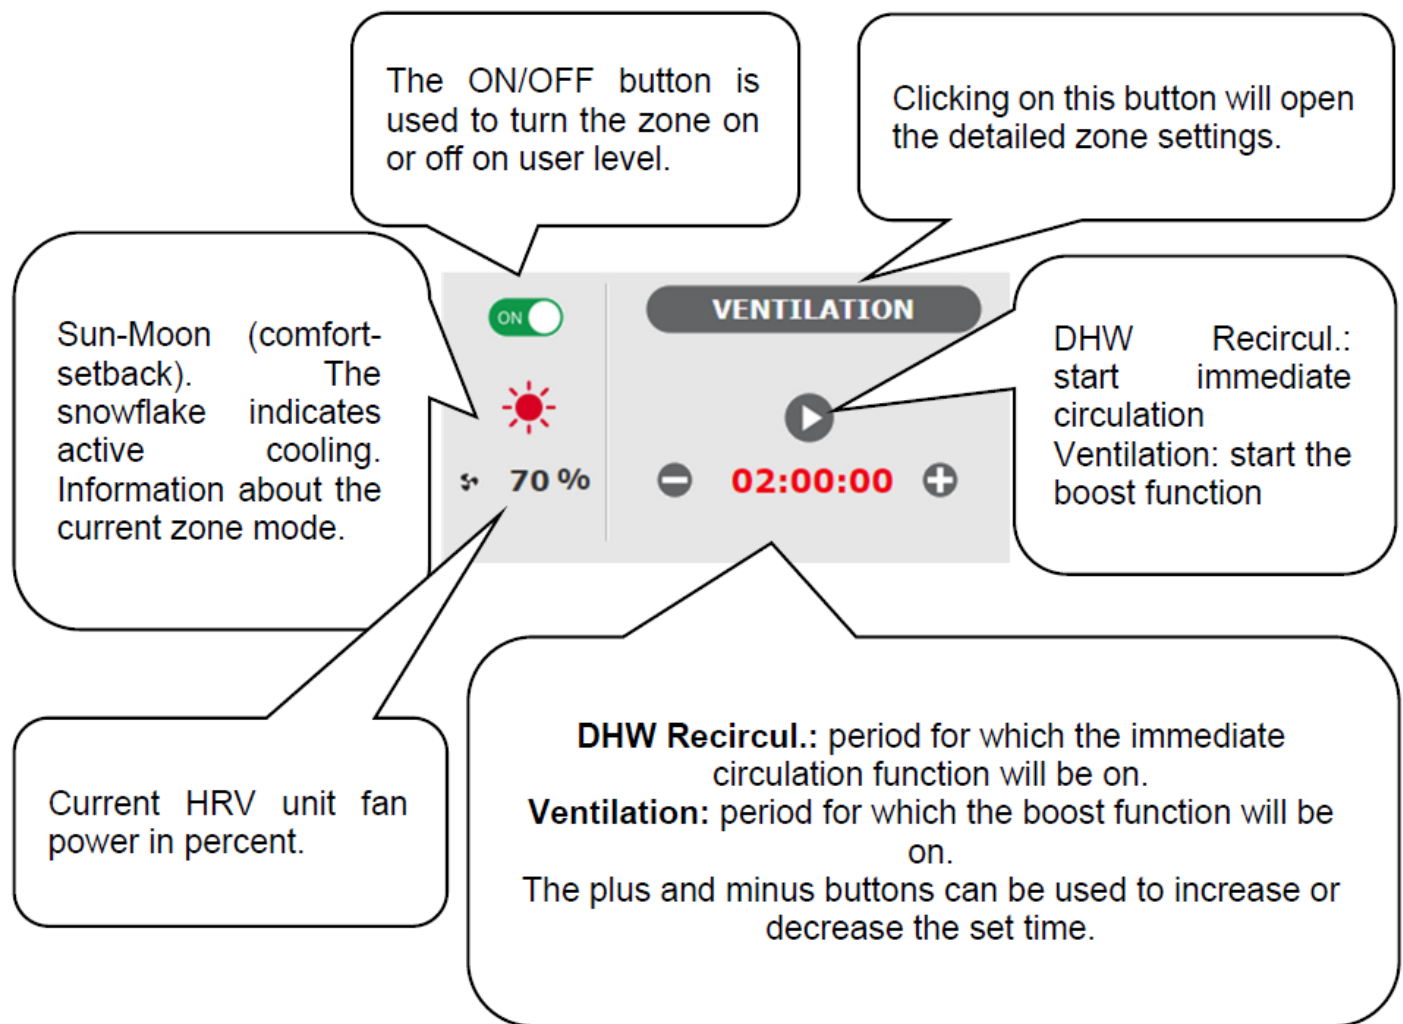 The ON/OFF button is
used to turn the zone on
or off on user level.
Clicking on this button will open
the detailed zone settings.
Sun-Moon (comfort-
setback). The
snowflake indicates
active cooling.
Information about the
current zone mode.
ON
VENTILATION
70 %
02:00:00
DHW Recircul.:
start immediate
circulation
Ventilation: start the
boost function
Current HRV unit fan
power in percent.
DHW Recircul.: period for which the immediate
circulation function will be on.
Ventilation: period for which the boost function will be
on.
The plus and minus buttons can be used to increase or
decrease the set time.